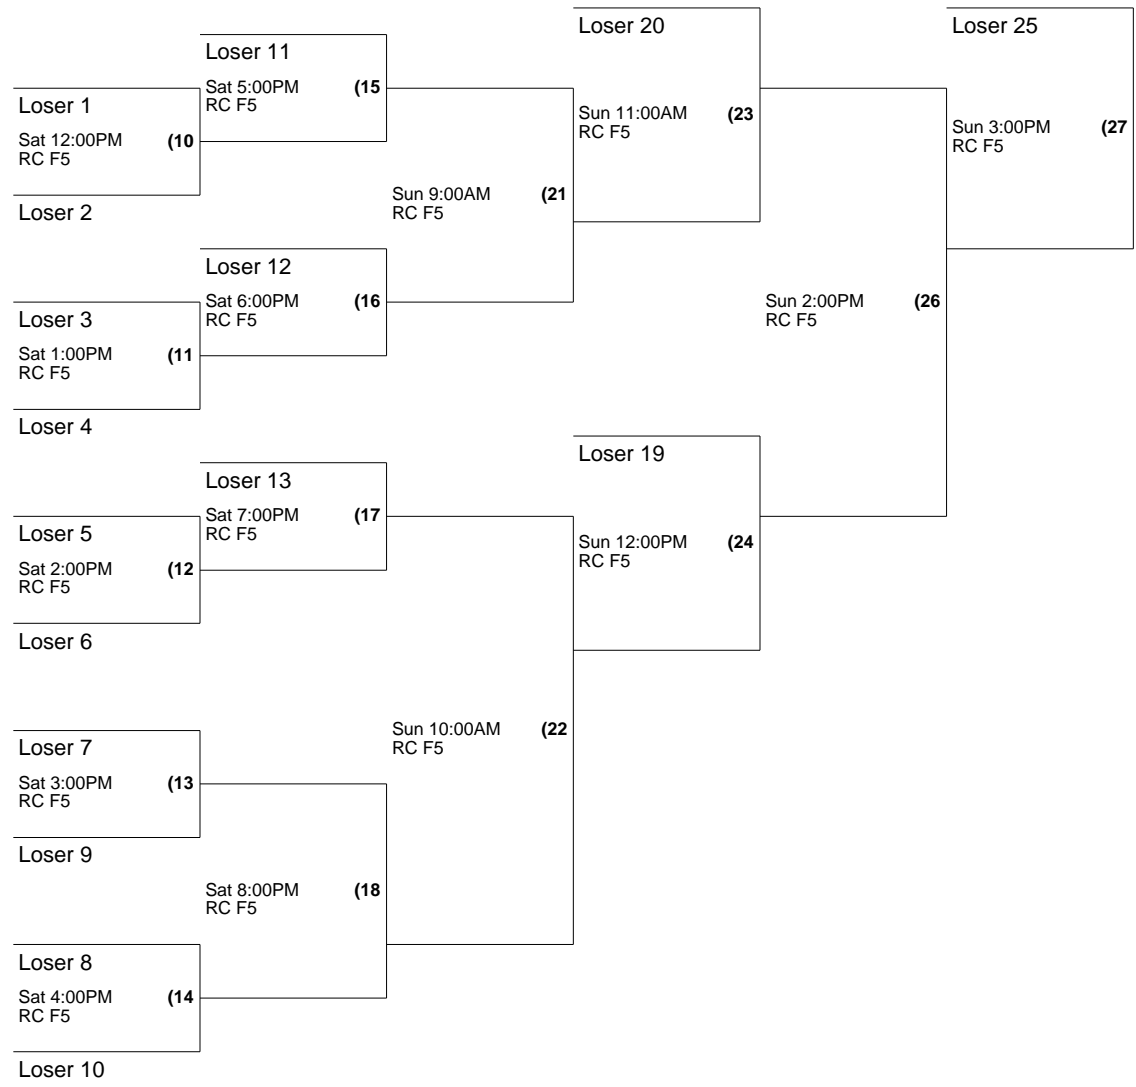 Loser 20
Loser 25
Loser 11
Sat 5:00PM (15
RC F5
Loser 1
Sun 11:00AM (23
RC F5
Sun 3:00PM (27
RC F5
Sat 12:00PM (10
RC F5
Sun 9:00AM (21
RC F5
Loser 2
Loser 12
Sat 6:00PM (16
RC F5
Sun 2:00PM (26
RC F5
Loser 3
Sat 1:00PM (11
RC F5
Loser 4
Loser 19
Loser 13
Sat 7:00PM (17
RC F5
Loser 5
Sun 12:00PM (24
RC F5
Sat 2:00PM (12
RC F5
Loser 6
Sun 10:00AM (22
RC F5
Loser 7
Sat 3:00PM (13
RC F5
Loser 9
Sat 8:00PM (18
RC F5
Loser 8
Sat 4:00PM (14
RC F5
Loser 10